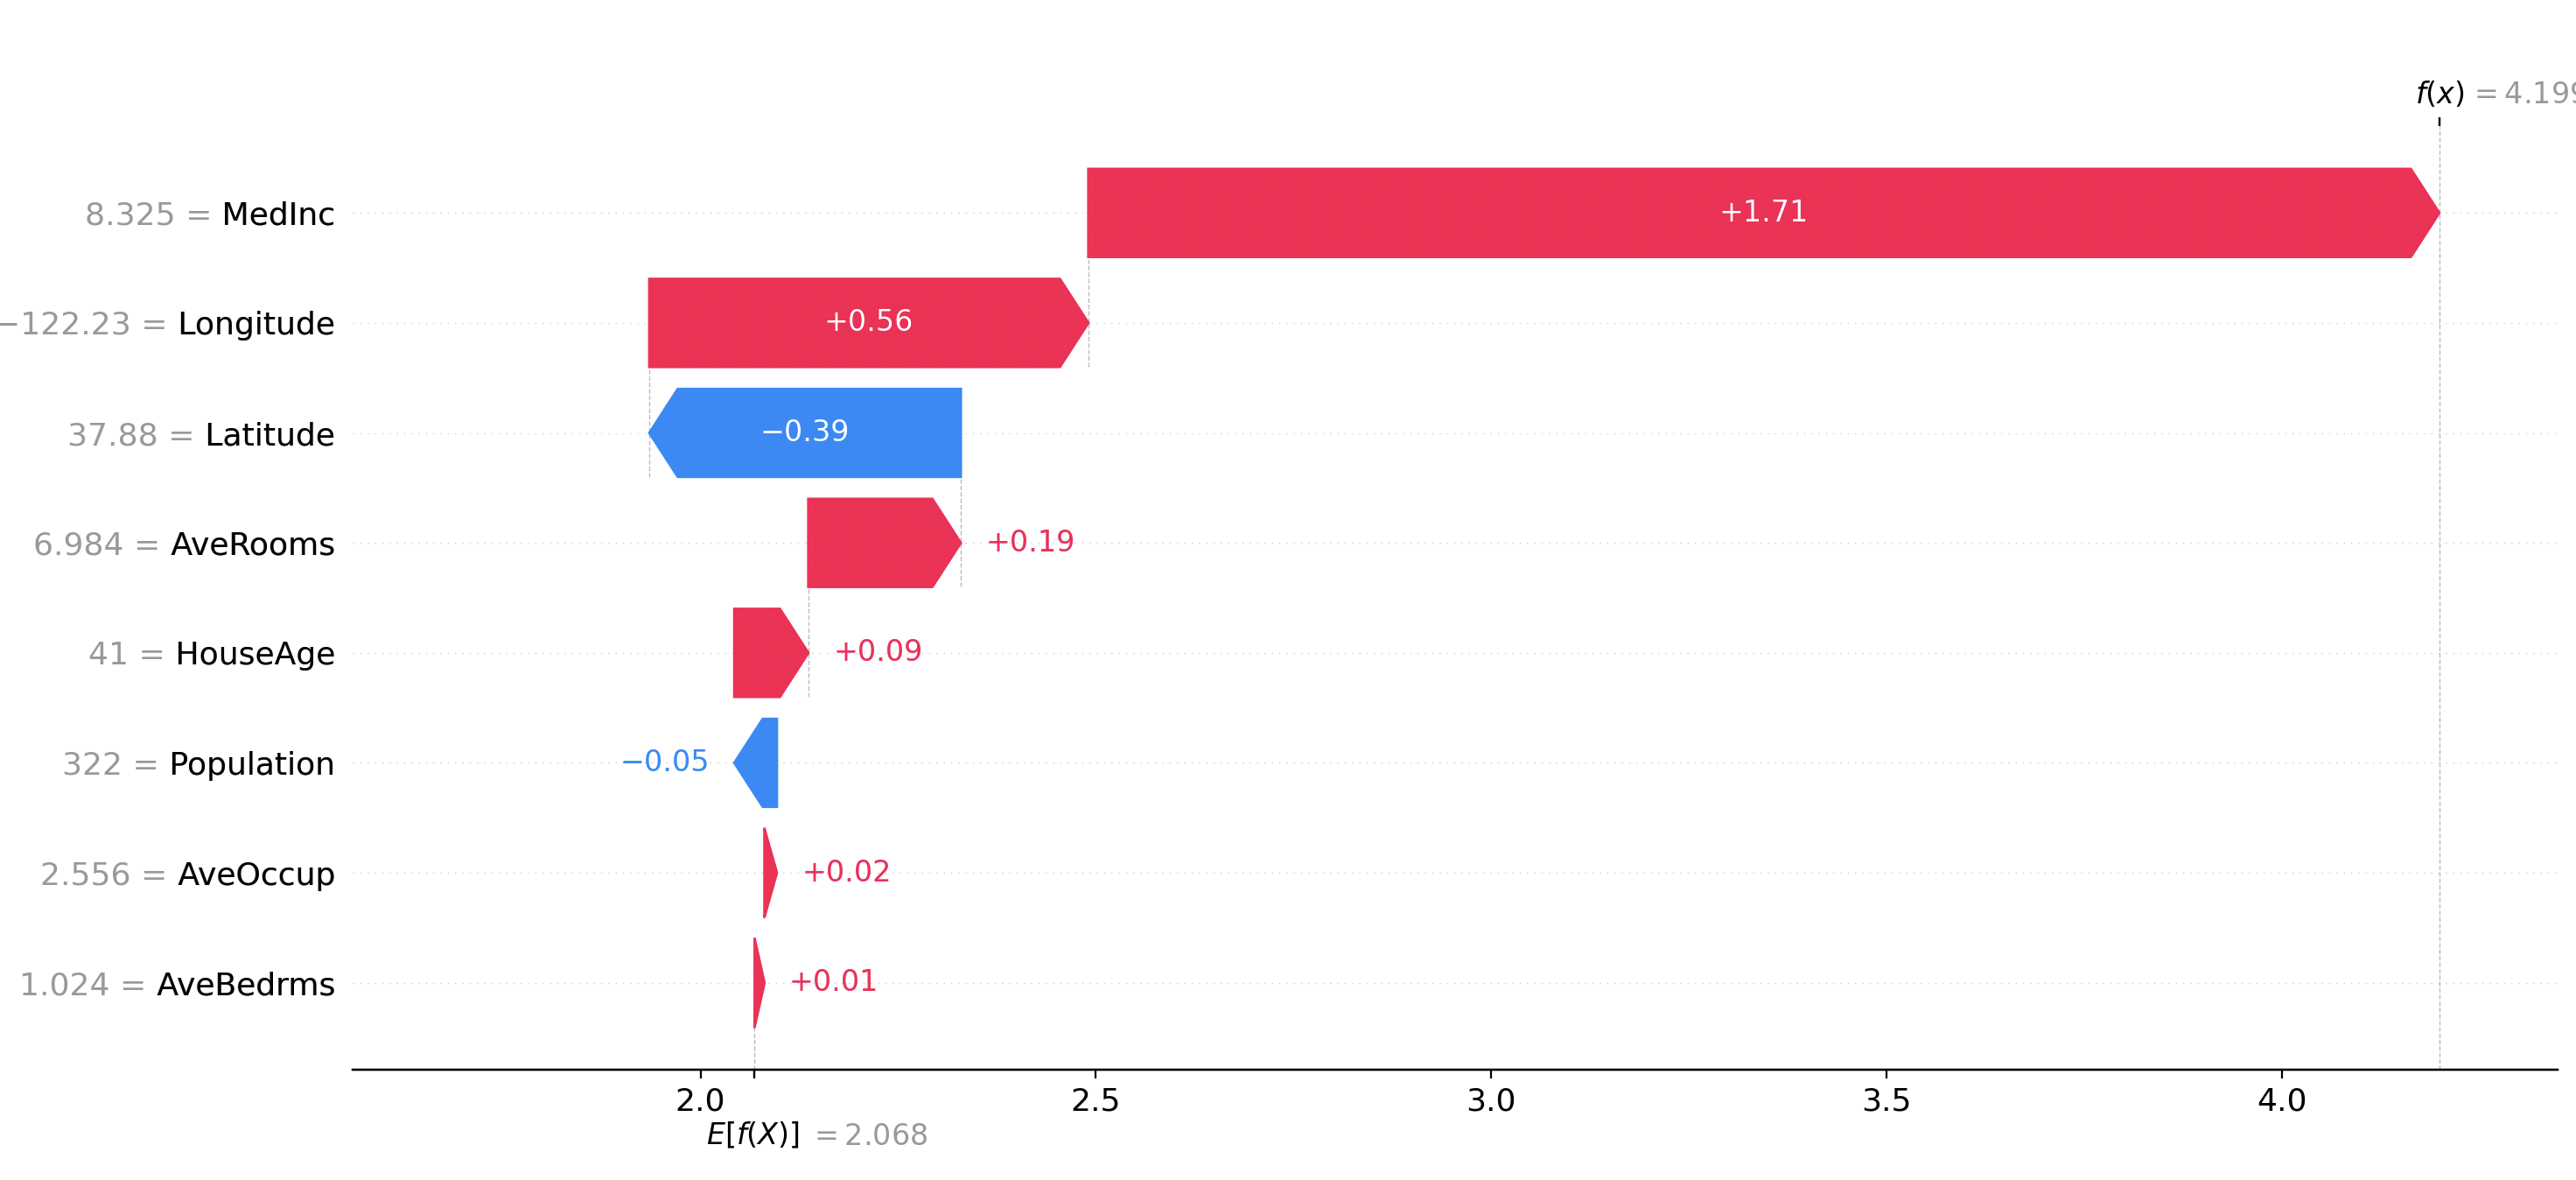 f(x) = 4.199
8.325 = MedInc +1.71
−122.23 = Longitude +0.56
37.88 = Latitude −0.39
6.984 = AveRooms +0.19
41 = HouseAge +0.09
322 = Population −0.05
2.556 = AveOccup +0.02
1.024 = AveBedrms +0.01
2.0 2.5 3.0 3.5 4.0
E[f(X)] = 2.068